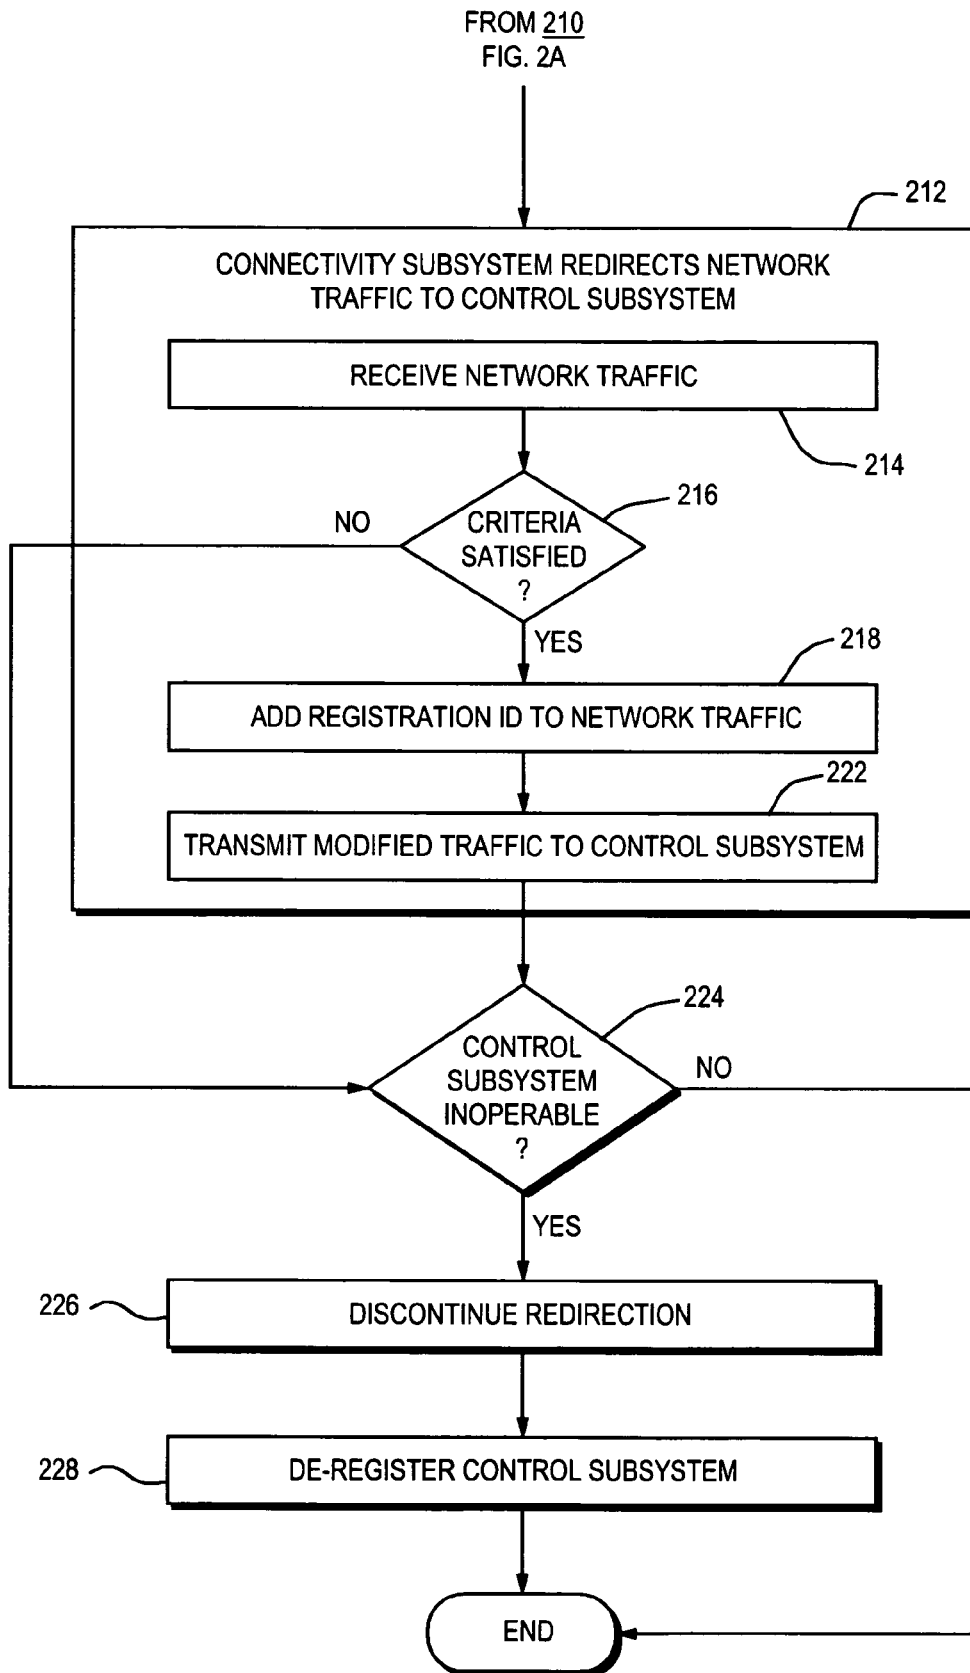 FROM 210
FIG. 2A
212
CONNECTIVITY SUBSYSTEM REDIRECTS NETWORK
TRAFFIC TO CONTROL SUBSYSTEM
RECEIVE NETWORK TRAFFIC
214
216
NO
CRITERIA
SATISFIED
?
YES
218
ADD REGISTRATION ID TO NETWORK TRAFFIC
222
TRANSMIT MODIFIED TRAFFIC TO CONTROL SUBSYSTEM
224
CONTROL
SUBSYSTEM
INOPERABLE
?
NO
YES
226
DISCONTINUE REDIRECTION
228
DE-REGISTER CONTROL SUBSYSTEM
END